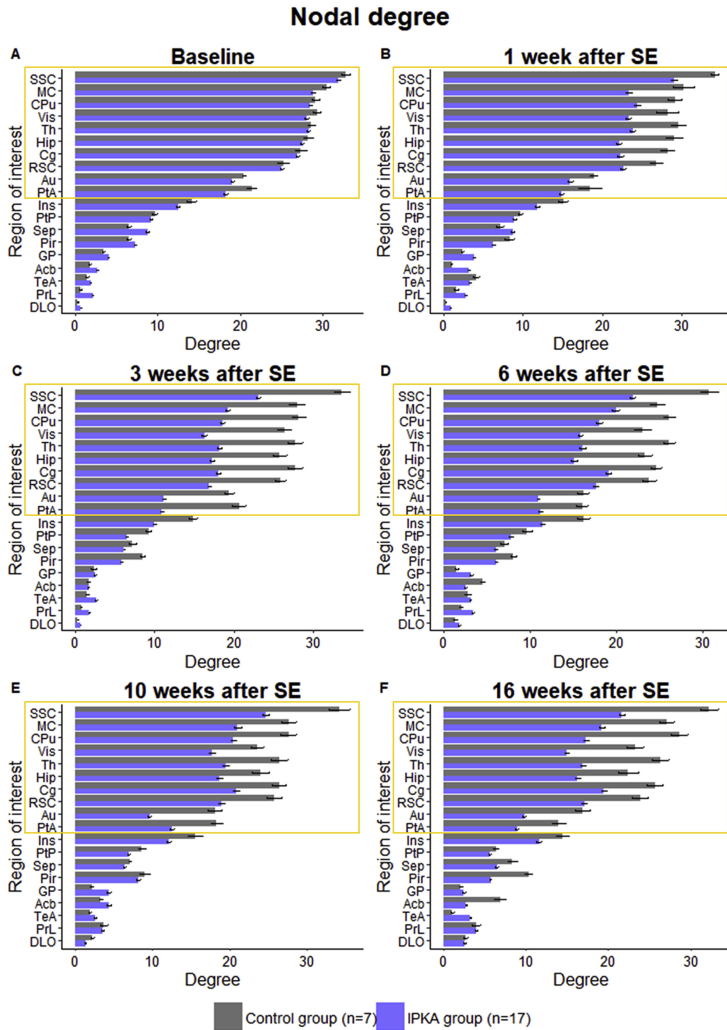 Nodal degree
A Baseline
Region of interest
SSC
MC
CPu
Vis
Th
Hip
Cg
RSC
Au
PtA
Ins
PtP
Sep
Pir
GP
Acb
TeA
PrL
DLO
0 10 20 30
Degree
B 1 week after SE
Region of interest
SSC
MC
CPu
Vis
Th
Hip
Cg
RSC
Au
PtA
Ins
PtP
Sep
Pir
GP
Acb
TeA
PrL
DLO
0 10 20 30
Degree
C 3 weeks after SE
Region of interest
SSC
MC
CPu
Vis
Th
Hip
Cg
RSC
Au
PtA
Ins
PtP
Sep
Pir
GP
Acb
TeA
PrL
DLO
0 10 20 30
Degree
D 6 weeks after SE
Region of interest
SSC
MC
CPu
Vis
Th
Hip
Cg
RSC
Au
PtA
Ins
PtP
Sep
Pir
GP
Acb
TeA
PrL
DLO
0 10 20 30
Degree
E 10 weeks after SE
Region of interest
SSC
MC
CPu
Vis
Th
Hip
Cg
RSC
Au
PtA
Ins
PtP
Sep
Pir
GP
Acb
TeA
PrL
DLO
0 10 20 30
Degree
F 16 weeks after SE
Region of interest
SSC
MC
CPu
Vis
Th
Hip
Cg
RSC
Au
PtA
Ins
PtP
Sep
Pir
GP
Acb
TeA
PrL
DLO
0 10 20 30
Degree
Control group (n=7) IPKA group (n=17)